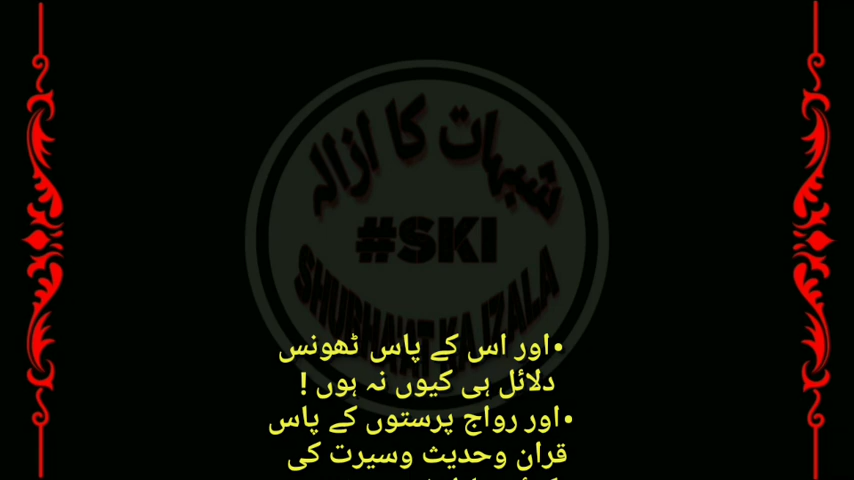 شبہات کا ازالہ
#SKI
SHUBHAAT KA IZALA
•اور اس کے پاس ٹھونس
دلائل ہی کیوں نہ ہوں !
•اور رواج پرستوں کے پاس
قران وحدیث وسیرت کی